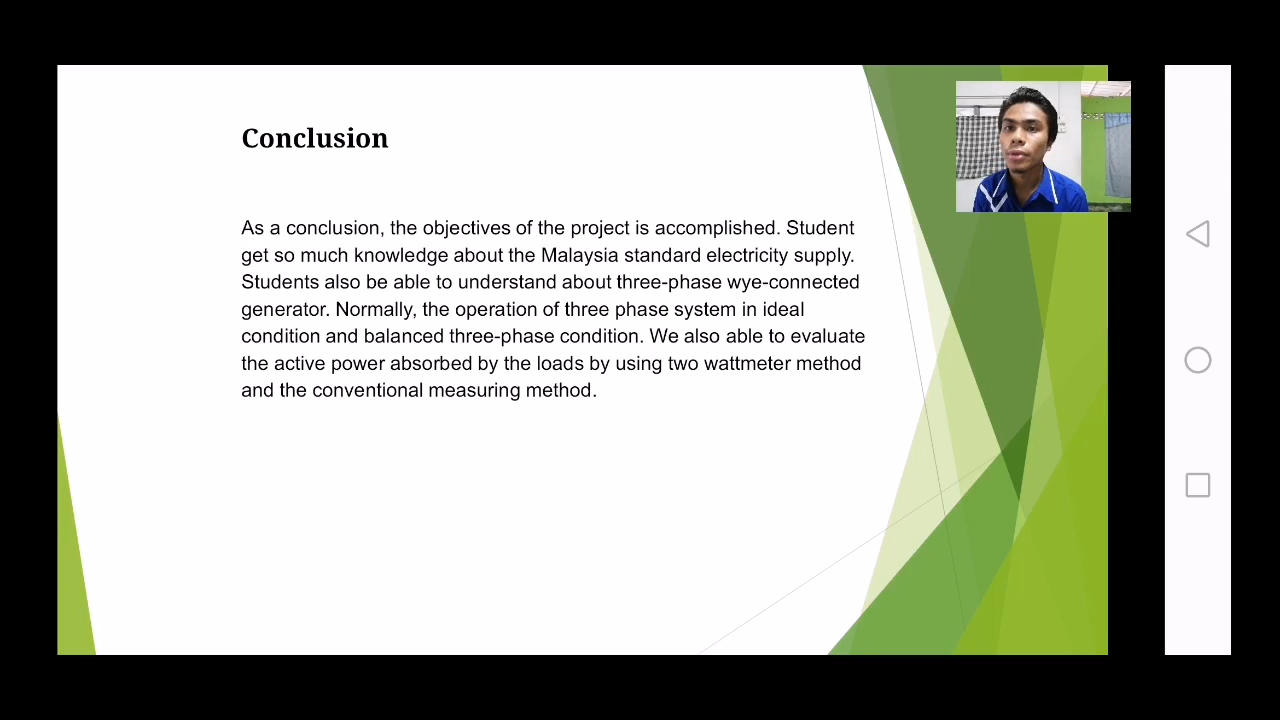 Conclusion
As a conclusion, the objectives of the project is accomplished. Student
get so much knowledge about the Malaysia standard electricity supply.
Students also be able to understand about three-phase wye-connected
generator. Normally, the operation of three phase system in ideal
condition and balanced three-phase condition. We also able to evaluate
the active power absorbed by the loads by using two wattmeter method
and the conventional measuring method.